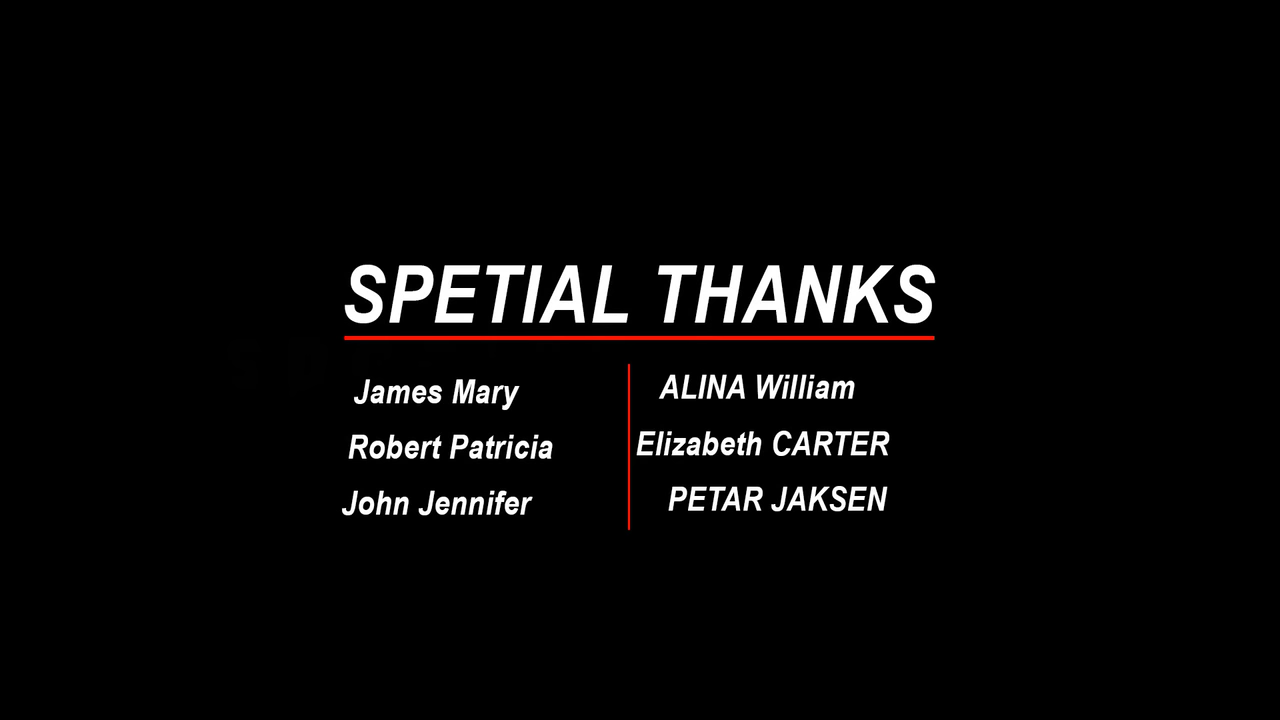 SPETIAL THANKS
James Mary
Robert Patricia
John Jennifer
ALINA William
Elizabeth CARTER
PETAR JAKSEN